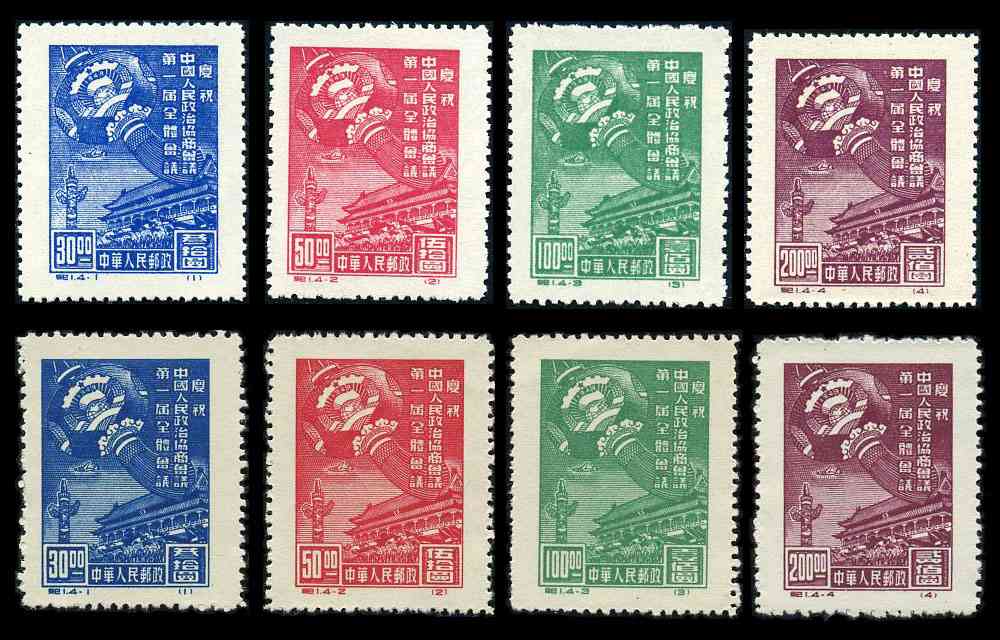 慶祝
中國人民政治協商會議
第一屆全體會議
30.00
叁拾圓
中華人民郵政
紀1.4-1 (1)
慶祝
中國人民政治協商會議
第一屆全體會議
50.00
伍拾圓
中華人民郵政
紀1.4-2 (2)
慶祝
中國人民政治協商會議
第一屆全體會議
100.00
壹佰圓
中華人民郵政
紀1.4-3 (3)
慶祝
中國人民政治協商會議
第一屆全體會議
200.00
貳佰圓
中華人民郵政
紀1.4-4 (4)
慶祝
中國人民政治協商會議
第一屆全體會議
30.00
叁拾圓
中華人民郵政
紀1.4-1 (1)
慶祝
中國人民政治協商會議
第一屆全體會議
50.00
伍拾圓
中華人民郵政
紀1.4-2 (2)
慶祝
中國人民政治協商會議
第一屆全體會議
100.00
壹佰圓
中華人民郵政
紀1.4-3 (3)
慶祝
中國人民政治協商會議
第一屆全體會議
200.00
貳佰圓
中華人民郵政
紀1.4-4 (4)